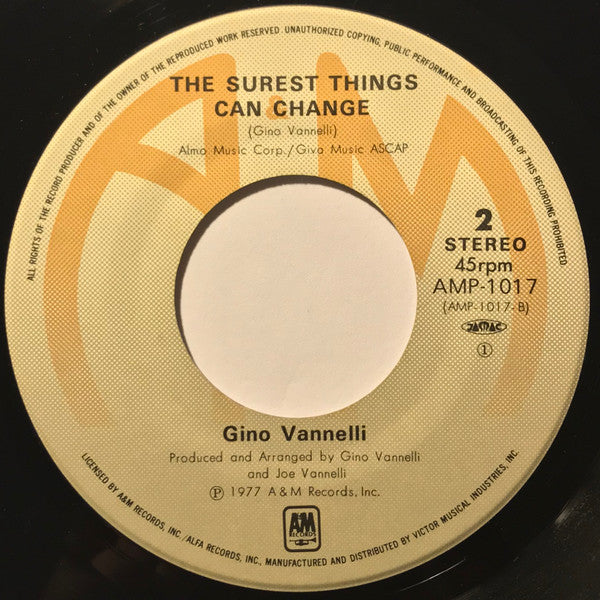 ALL RIGHTS OF THE RECORD PRODUCER AND OF THE OWNER OF THE REPRODUCED WORK RESERVED. UNAUTHORIZED COPYING, PUBLIC PERFORMANCE AND BROADCASTING OF THIS RECORDING PROHIBITED
THE SUREST THINGS
CAN CHANGE
(Gino Vannelli)
Almo Music Corp./Giva Music ASCAP
2
STEREO
45rpm
AMP-1017
(AMP-1017-B)
JASRAC
①
Gino Vannelli
Produced and Arranged by Gino Vannelli
and Joe Vannelli
Ⓟ 1977 A&M Records, Inc.
A&M
RECORDS
LICENSED BY A&M RECORDS, INC./ALFA RECORDS, INC., MANUFACTURED AND DISTRIBUTED BY VICTOR MUSICAL INDUSTRIES, INC.